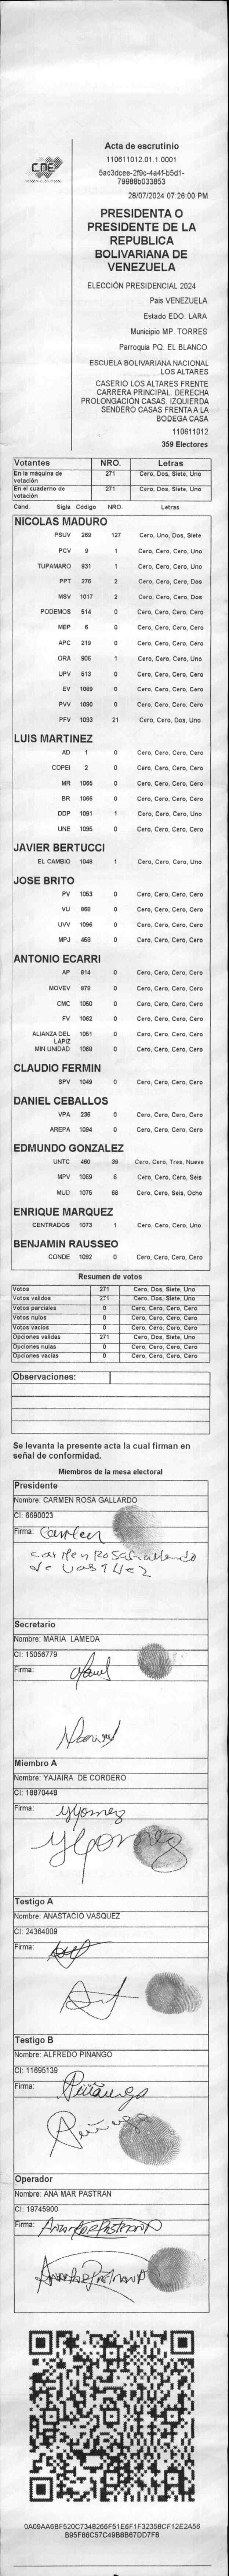 CNE
Acta de escrutinio
110611012.01.1.0001
5ac3dcee-2f9c-4a4f-b5d1-
79988b033853
28/07/2024 07:26:00 PM
PRESIDENTA O
PRESIDENTE DE LA
REPUBLICA
BOLIVARIANA DE
VENEZUELA
ELECCIÓN PRESIDENCIAL 2024
País VENEZUELA
Estado EDO. LARA
Municipio MP. TORRES
Parroquia PQ. EL BLANCO
ESCUELA BOLIVARIANA NACIONAL
LOS ALTARES
CASERIO LOS ALTARES FRENTE
CARRERA PRINCIPAL. DERECHA
PROLONGACIÓN CASAS. IZQUIERDA
SENDERO CASAS FRENTA A LA
BODEGA CASA
110611012
359 Electores
Votantes NRO. Letras
En la máquina de votación 271 Cero, Dos, Siete, Uno
En el cuaderno de votación 271 Cero, Dos, Siete, Uno
Cand. Sigla Código NRO. Letras
NICOLAS MADURO
PSUV 269 127 Cero, Uno, Dos, Siete
PCV 9 1 Cero, Cero, Cero, Uno
TUPAMARO 931 1 Cero, Cero, Cero, Uno
PPT 276 2 Cero, Cero, Cero, Dos
MSV 1017 2 Cero, Cero, Cero, Dos
PODEMOS 514 0 Cero, Cero, Cero, Cero
MEP 6 0 Cero, Cero, Cero, Cero
APC 219 0 Cero, Cero, Cero, Cero
ORA 906 1 Cero, Cero, Cero, Uno
UPV 513 0 Cero, Cero, Cero, Cero
EV 1089 0 Cero, Cero, Cero, Cero
PVV 1090 0 Cero, Cero, Cero, Cero
PFV 1093 21 Cero, Cero, Dos, Uno
LUIS MARTINEZ
AD 1 0 Cero, Cero, Cero, Cero
COPEI 2 0 Cero, Cero, Cero, Cero
MR 1065 0 Cero, Cero, Cero, Cero
BR 1066 0 Cero, Cero, Cero, Cero
DDP 1091 1 Cero, Cero, Cero, Uno
UNE 1095 0 Cero, Cero, Cero, Cero
JAVIER BERTUCCI
EL CAMBIO 1048 1 Cero, Cero, Cero, Uno
JOSE BRITO
PV 1053 0 Cero, Cero, Cero, Cero
VU 868 0 Cero, Cero, Cero, Cero
UVV 1096 0 Cero, Cero, Cero, Cero
MPJ 458 0 Cero, Cero, Cero, Cero
ANTONIO ECARRI
AP 814 0 Cero, Cero, Cero, Cero
MOVEV 878 0 Cero, Cero, Cero, Cero
CMC 1050 0 Cero, Cero, Cero, Cero
FV 1062 0 Cero, Cero, Cero, Cero
ALIANZA DEL LAPIZ 1051 0 Cero, Cero, Cero, Cero
MIN UNIDAD 1068 0 Cero, Cero, Cero, Cero
CLAUDIO FERMIN
SPV 1049 0 Cero, Cero, Cero, Cero
DANIEL CEBALLOS
VPA 236 0 Cero, Cero, Cero, Cero
AREPA 1094 0 Cero, Cero, Cero, Cero
EDMUNDO GONZALEZ
UNTC 460 39 Cero, Cero, Tres, Nueve
MPV 1069 6 Cero, Cero, Cero, Seis
MUD 1075 68 Cero, Cero, Seis, Ocho
ENRIQUE MARQUEZ
CENTRADOS 1073 1 Cero, Cero, Cero, Uno
BENJAMIN RAUSSEO
CONDE 1092 0 Cero, Cero, Cero, Cero
Resumen de votos
Votos 271 Cero, Dos, Siete, Uno
Votos validos 271 Cero, Dos, Siete, Uno
Votos parciales 0 Cero, Cero, Cero, Cero
Votos nulos 0 Cero, Cero, Cero, Cero
Votos vacios 0 Cero, Cero, Cero, Cero
Opciones validas 271 Cero, Dos, Siete, Uno
Opciones nulas 0 Cero, Cero, Cero, Cero
Opciones vacias 0 Cero, Cero, Cero, Cero
Observaciones:
Se levanta la presente acta la cual firman en
señal de conformidad.
Miembros de la mesa electoral
Presidente
Nombre: CARMEN ROSA GALLARDO
CI: 6690023
Firma: Carmen
Carmen Rosa Gallardo
Secretario
Nombre: MARIA LAMEDA
CI: 15056779
Firma:
Miembro A
Nombre: YAJAIRA DE CORDERO
CI: 18870448
Firma: YGomez
YGomez
Testigo A
Nombre: ANASTACIO VASQUEZ
CI: 24364009
Firma:
Testigo B
Nombre: ALFREDO PIÑANGO
CI: 11695139
Firma: Piñango
Piñango
Operador
Nombre: ANA MAR PASTRAN
CI: 19745900
Firma:
0A09AA6BF520C7348266F51E6F1F32358CF12E2A56
B95F86C57C49B8B67DD7F8